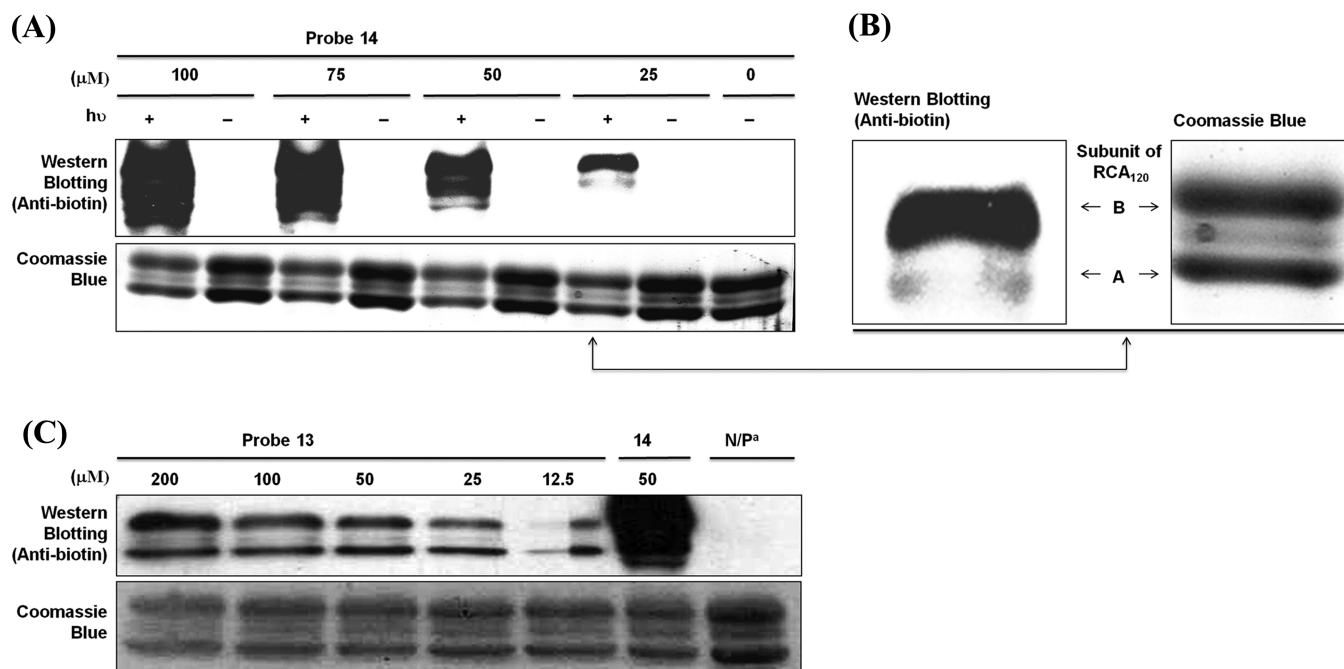 (A)
Probe 14
(μM) 100 75 50 25 0
hυ + – + – + – + – –
Western
Blotting
(Anti-biotin)
Coomassie
Blue
(B)
Western Blotting
(Anti-biotin)
Coomassie Blue
Subunit of
RCA120
← B →
← A →
(C)
Probe 13 14 N/Pa
(μM) 200 100 50 25 12.5 50
Western
Blotting
(Anti-biotin)
Coomassie
Blue